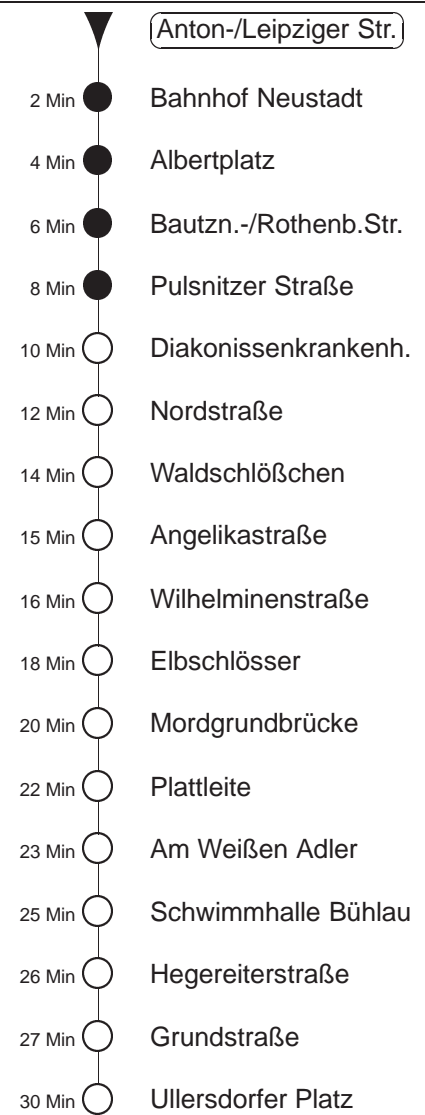 Anton-/Leipziger Str.
2 Min Bahnhof Neustadt
4 Min Albertplatz
6 Min Bautzn.-/Rothenb.Str.
8 Min Pulsnitzer Straße
10 Min Diakonissenkrankenh.
12 Min Nordstraße
14 Min Waldschlößchen
15 Min Angelikastraße
16 Min Wilhelminenstraße
18 Min Elbschlösser
20 Min Mordgrundbrücke
22 Min Plattleite
23 Min Am Weißen Adler
25 Min Schwimmhalle Bühlau
26 Min Hegereiterstraße
27 Min Grundstraße
30 Min Ullersdorfer Platz